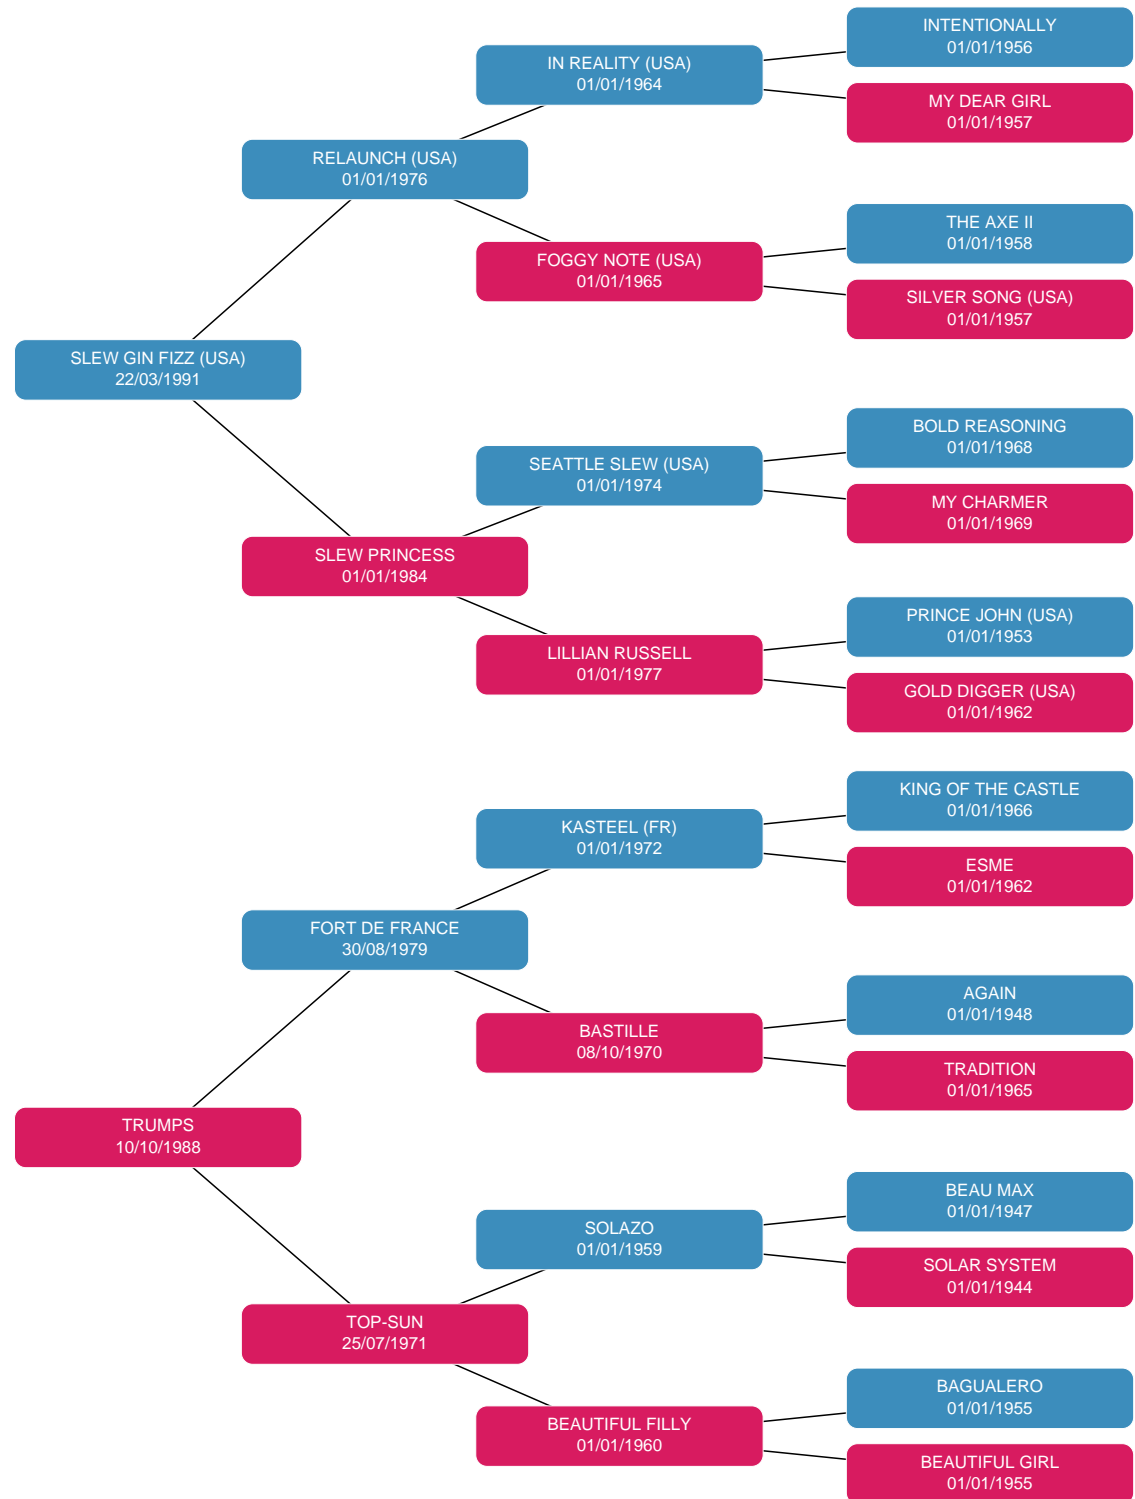 INTENTIONALLY
01/01/1956
IN REALITY (USA)
01/01/1964
MY DEAR GIRL
01/01/1957
RELAUNCH (USA)
01/01/1976
THE AXE II
01/01/1958
FOGGY NOTE (USA)
01/01/1965
SILVER SONG (USA)
01/01/1957
SLEW GIN FIZZ (USA)
22/03/1991
BOLD REASONING
01/01/1968
SEATTLE SLEW (USA)
01/01/1974
MY CHARMER
01/01/1969
SLEW PRINCESS
01/01/1984
PRINCE JOHN (USA)
01/01/1953
LILLIAN RUSSELL
01/01/1977
GOLD DIGGER (USA)
01/01/1962
KING OF THE CASTLE
01/01/1966
KASTEEL (FR)
01/01/1972
ESME
01/01/1962
FORT DE FRANCE
30/08/1979
AGAIN
01/01/1948
BASTILLE
08/10/1970
TRADITION
01/01/1965
TRUMPS
10/10/1988
BEAU MAX
01/01/1947
SOLAZO
01/01/1959
SOLAR SYSTEM
01/01/1944
TOP-SUN
25/07/1971
BAGUALERO
01/01/1955
BEAUTIFUL FILLY
01/01/1960
BEAUTIFUL GIRL
01/01/1955